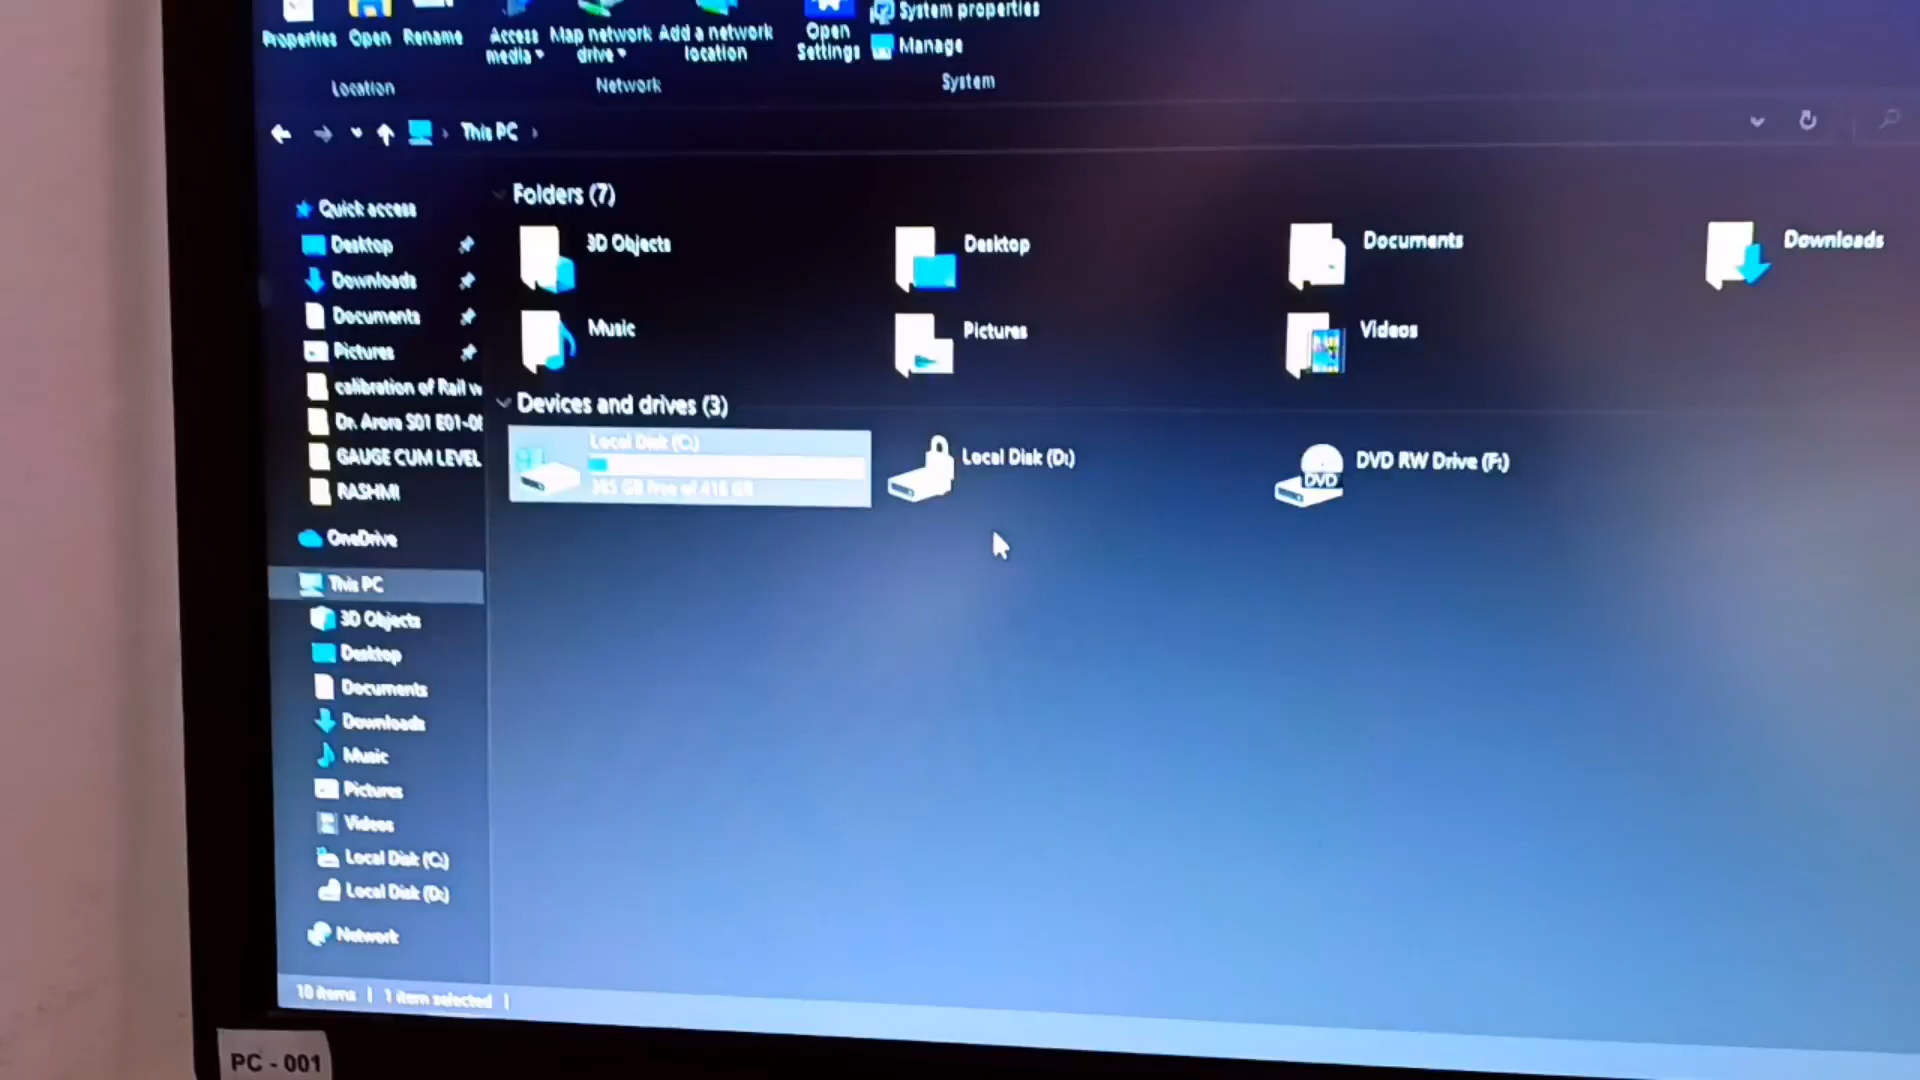 Properties Open Rename Access media Map network drive Add a network location Open Settings System properties
Manage
Location Network System
This PC
Quick access
Desktop
Downloads
Documents
Pictures
calibration of Rail w
Dr. Arora S01 E01-0
GAUGE CUM LEVEL
RASHMI
OneDrive
This PC
3D Objects
Desktop
Documents
Downloads
Music
Pictures
Videos
Local Disk (C:)
Local Disk (D:)
Network
Folders (7)
3D Objects Desktop Documents Downloads
Music Pictures Videos
Devices and drives (3)
Local Disk (C:) Local Disk (D:) DVD RW Drive (F:)
385 GB free of 416 GB
DVD
10 items 1 item selected
PC - 001